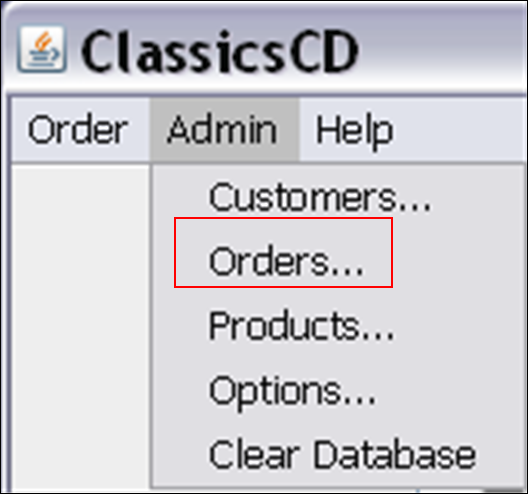 ClassicsCD
Order Admin Help
Customers...
Orders...
Products...
Options...
Clear Database